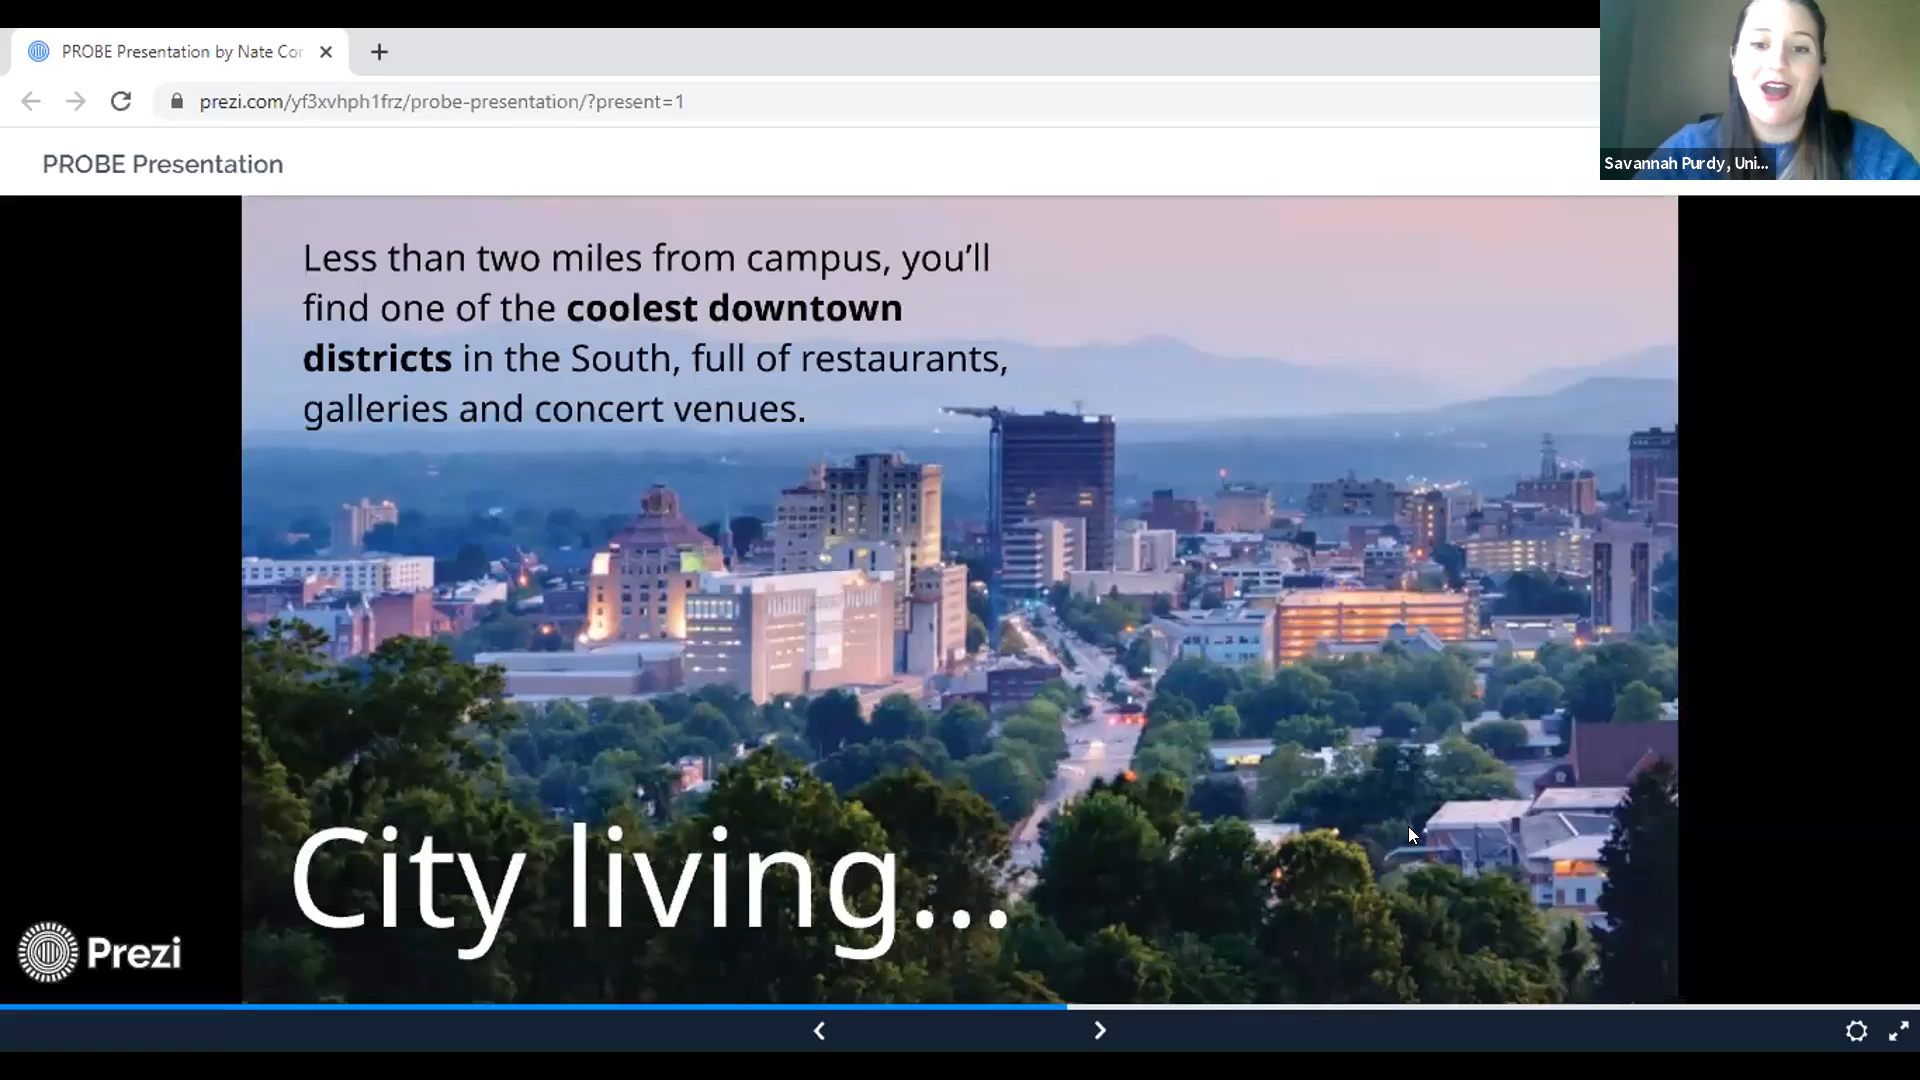 PROBE Presentation by Nate Cor
prezi.com/yf3xvhph1frz/probe-presentation/?present=1
PROBE Presentation
Savannah Purdy, Uni...
Less than two miles from campus, you’ll
find one of the coolest downtown
districts in the South, full of restaurants,
galleries and concert venues.
City living...
Prezi